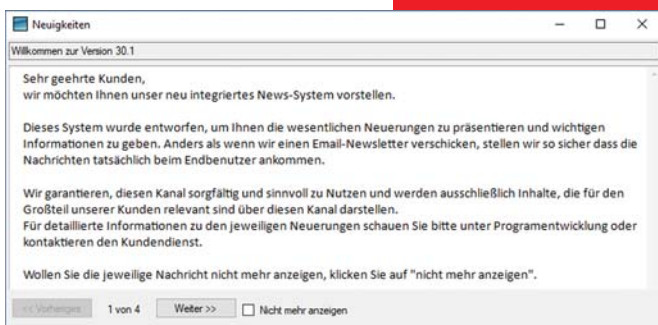 Neuigkeiten
Willkommen zur Version 30.1
Sehr geehrte Kunden,
wir möchten Ihnen unser neu integriertes News-System vorstellen.
Dieses System wurde entworfen, um Ihnen die wesentlichen Neuerungen zu präsentieren und wichtigen
Informationen zu geben. Anders als wenn wir einen Email-Newsletter verschicken, stellen wir so sicher dass die
Nachrichten tatsächlich beim Endbenutzer ankommen.
Wir garantieren, diesen Kanal sorgfältig und sinnvoll zu Nutzen und werden ausschließlich Inhalte, die für den
Großteil unserer Kunden relevant sind über diesen Kanal darstellen.
Für detaillierte Informationen zu den jeweiligen Neuerungen schauen Sie bitte unter Programentwicklung oder
kontaktieren den Kundendienst.
Wollen Sie die jeweilige Nachricht nicht mehr anzeigen, klicken Sie auf "nicht mehr anzeigen".
<< Vorheriges 1 von 4 Weiter >> Nicht mehr anzeigen